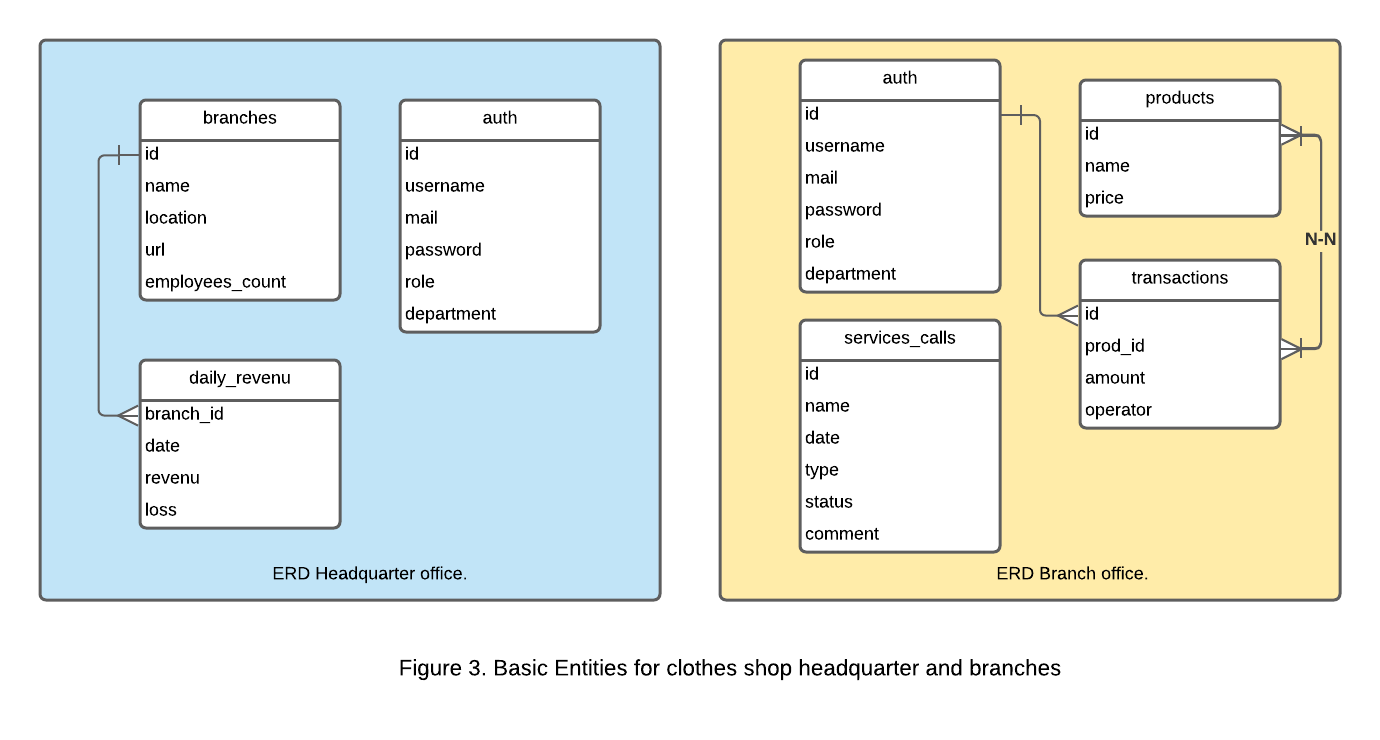 branches
id
name
location
url
employees_count
auth
id
username
mail
password
role
department
daily_revenu
branch_id
date
revenu
loss
ERD Headquarter office.
auth
id
username
mail
password
role
department
products
id
name
price
N-N
transactions
id
prod_id
amount
operator
services_calls
id
name
date
type
status
comment
ERD Branch office.
Figure 3. Basic Entities for clothes shop headquarter and branches